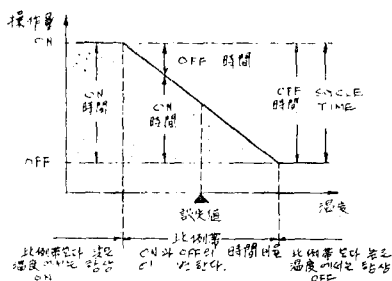 操作量
ON
OFF 時間
ON
時間
ON
時間
OFF
時間
CYCLE
TIME
OFF
設定値
温度
比例帶
比例帶보다 낮은
温度에서는 항상
ON
ON과 OFF의 時間비율
이 변한다.
比例帶보다 높은
温度에서는 항상
OFF